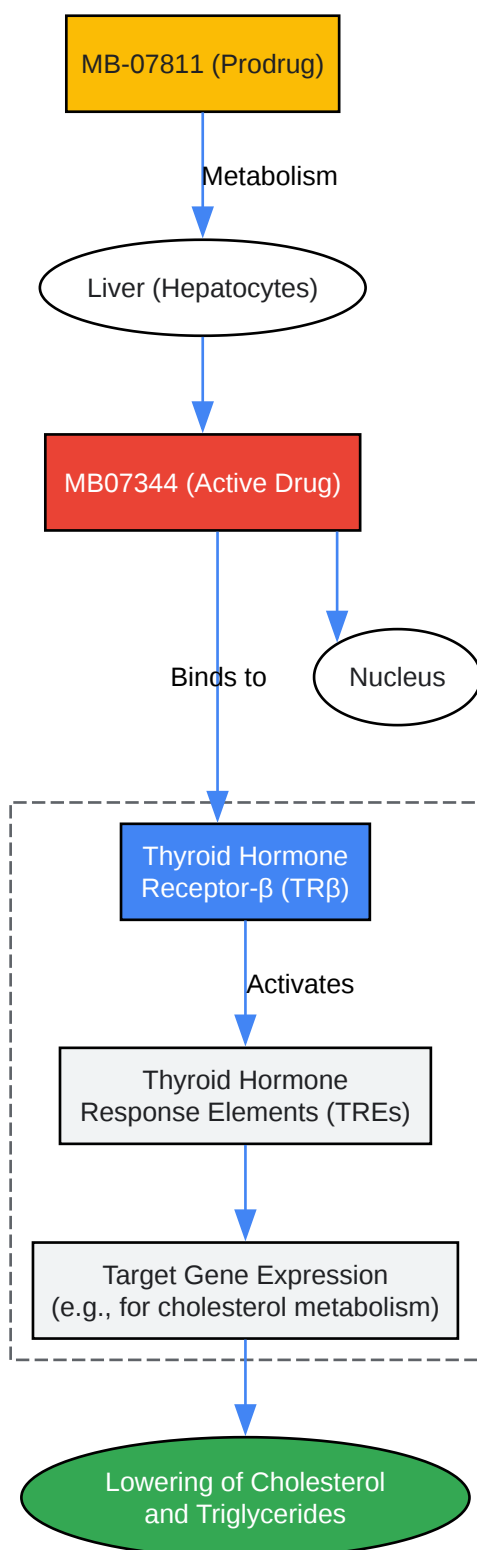 MB-07811 (Prodrug)
Metabolism
Liver (Hepatocytes)
MB07344 (Active Drug)
Binds to
Nucleus
Thyroid Hormone
Receptor-β (TRβ)
Activates
Thyroid Hormone
Response Elements (TREs)
Target Gene Expression
(e.g., for cholesterol metabolism)
Lowering of Cholesterol
and Triglycerides